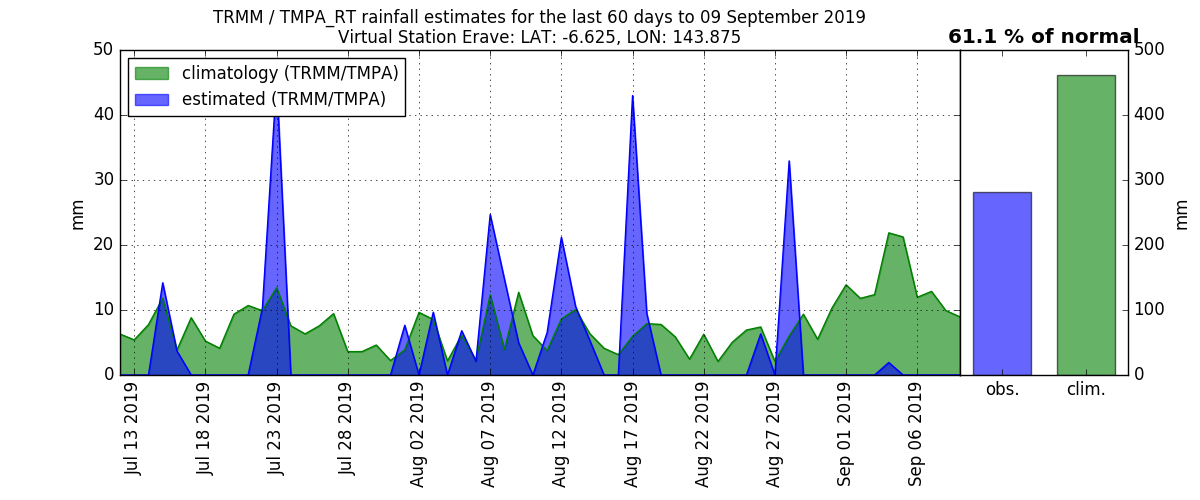 TRMM / TMPA_RT rainfall estimates for the last 60 days to 09 September 2019
Virtual Station Erave: LAT: -6.625, LON: 143.875
61.1 % of normal
climatology (TRMM/TMPA)
estimated (TRMM/TMPA)
50
40
30
20
10
0
mm
Jul 13 2019
Jul 18 2019
Jul 23 2019
Jul 28 2019
Aug 02 2019
Aug 07 2019
Aug 12 2019
Aug 17 2019
Aug 22 2019
Aug 27 2019
Sep 01 2019
Sep 06 2019
obs.
clim.
500
400
300
200
100
0
mm